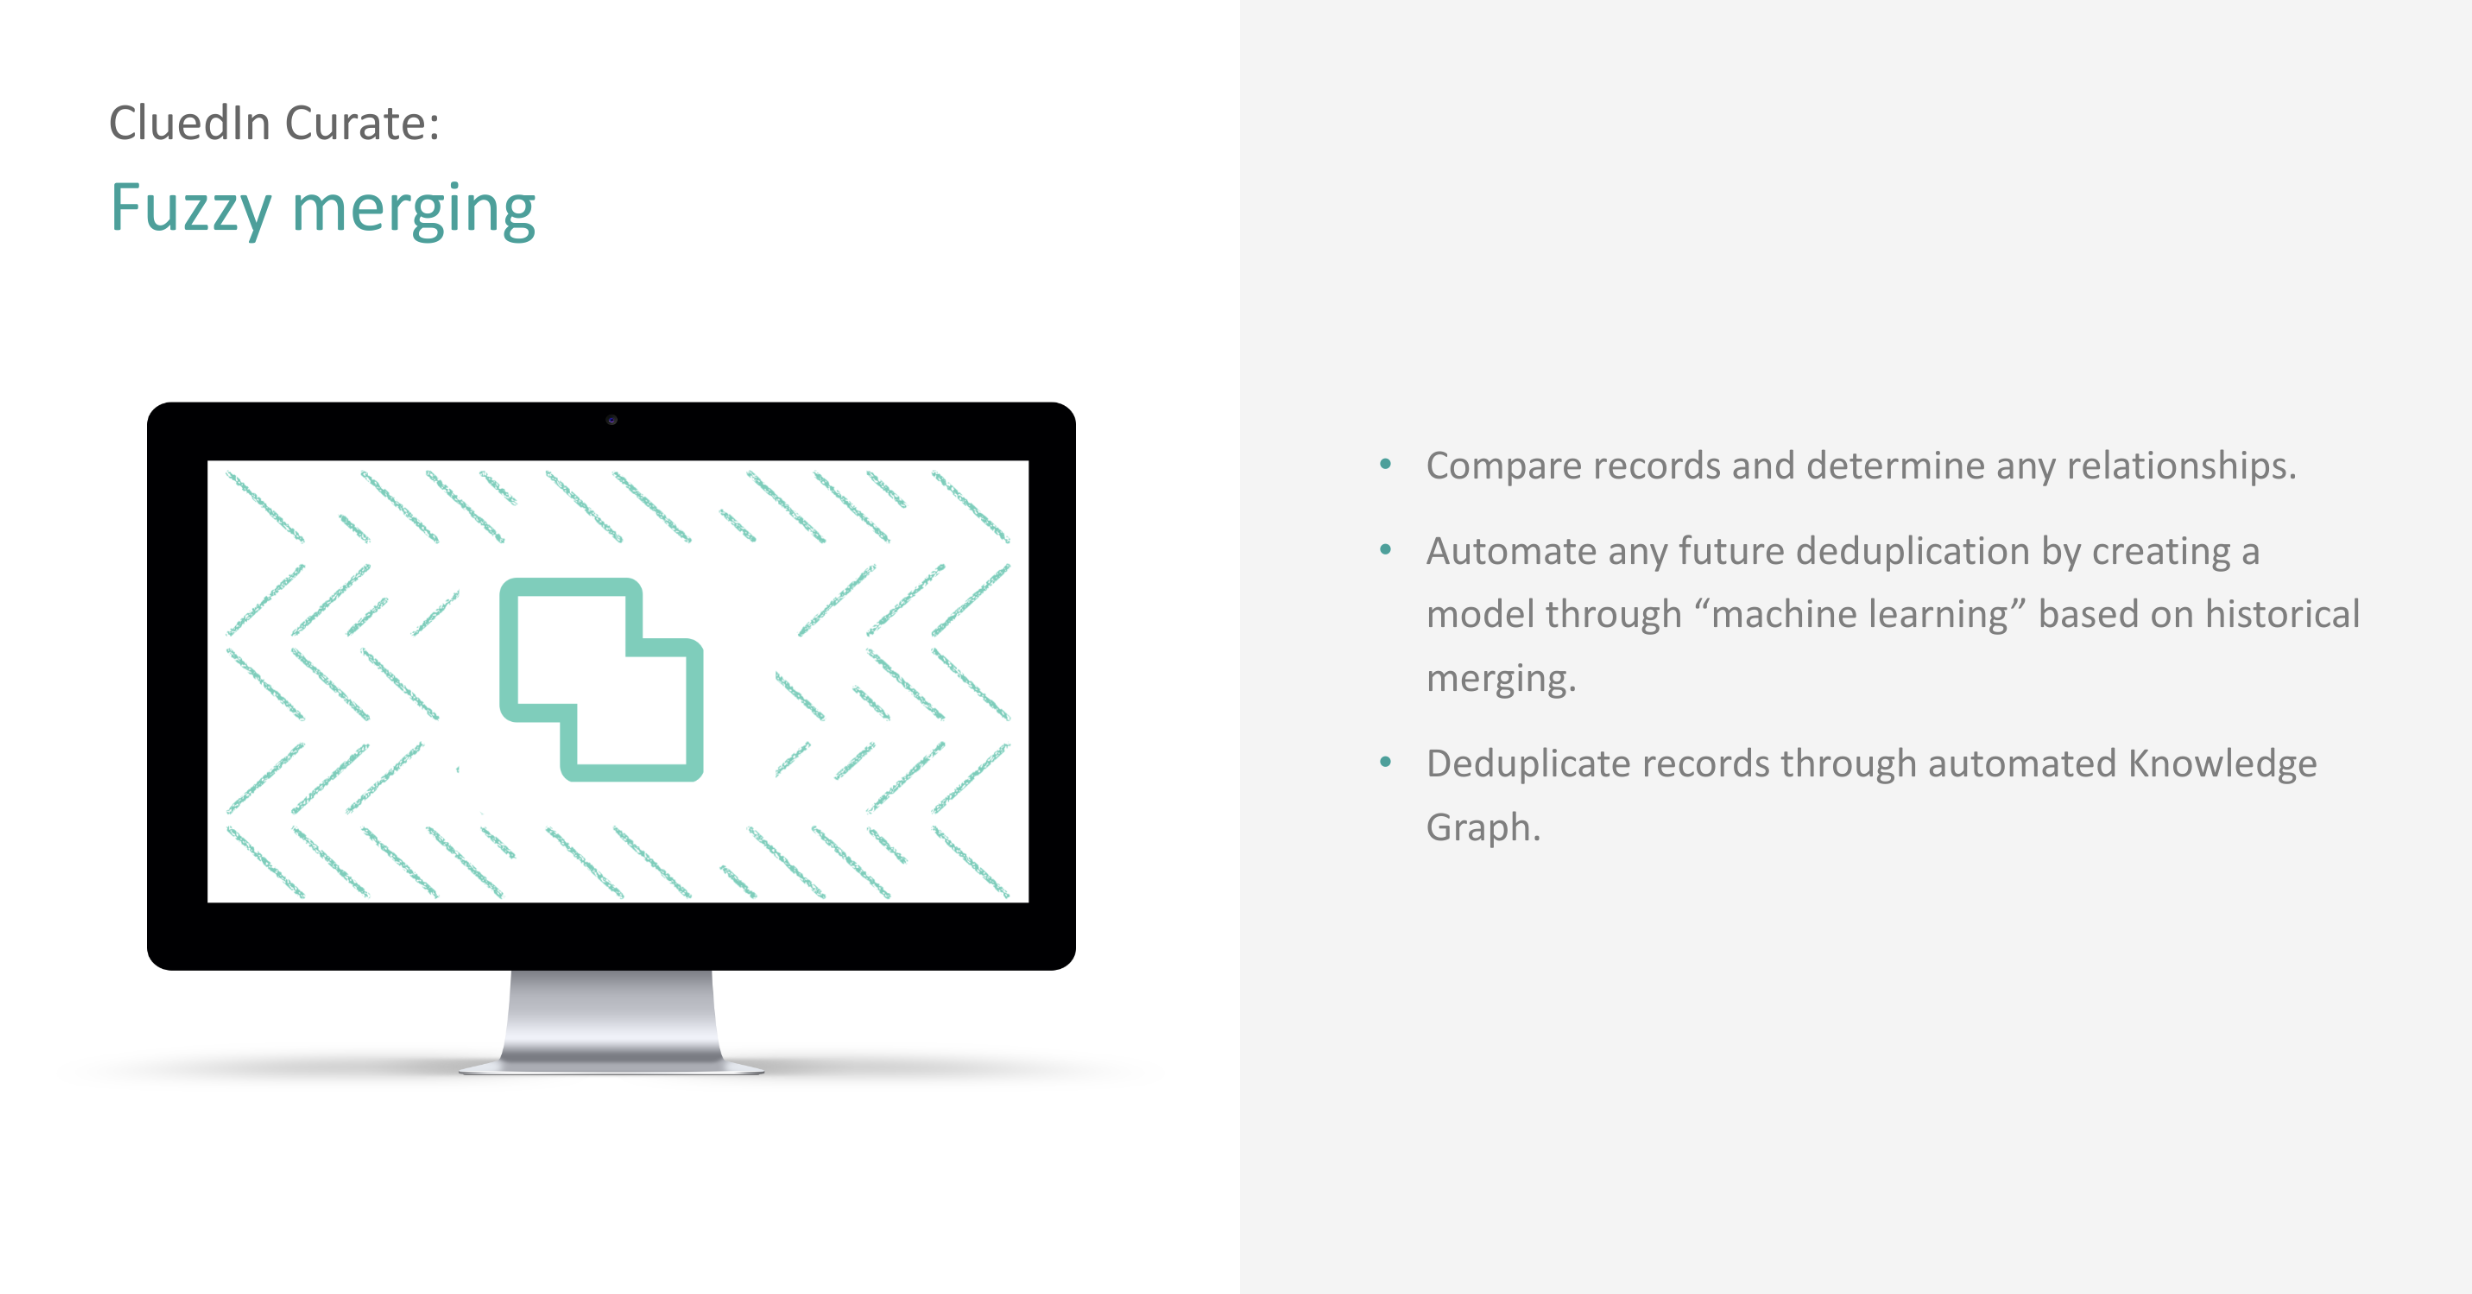 CluedIn Curate:
Fuzzy merging
• Compare records and determine any relationships.
• Automate any future deduplication by creating a
model through “machine learning” based on historical
merging.
• Deduplicate records through automated Knowledge
Graph.